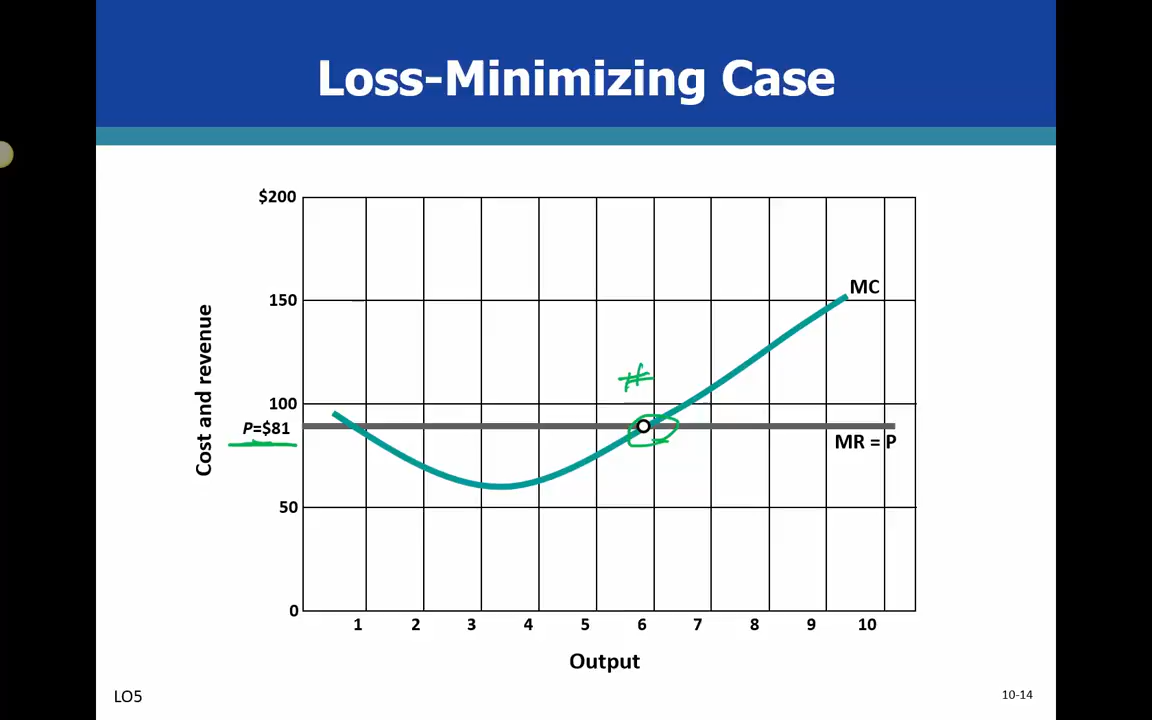 Loss-Minimizing Case
$200
150
MC
100
P=$81
MR = P
50
0
1 2 3 4 5 6 7 8 9 10
Cost and revenue
Output
LO5
10-14